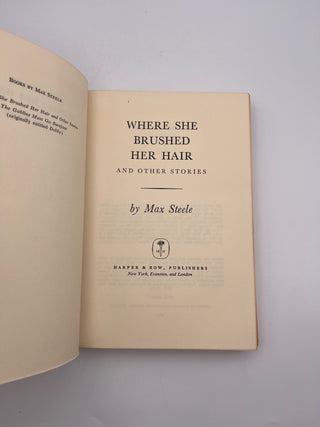 BOOKS BY MAX STEELE
She Brushed Her Hair and Other Stories
The Goblins Must Go Barefoot
(originally entitled Debby)
WHERE SHE
BRUSHED
HER HAIR
AND OTHER STORIES
by Max Steele
HARPER & ROW, PUBLISHERS
New York, Evanston, and London